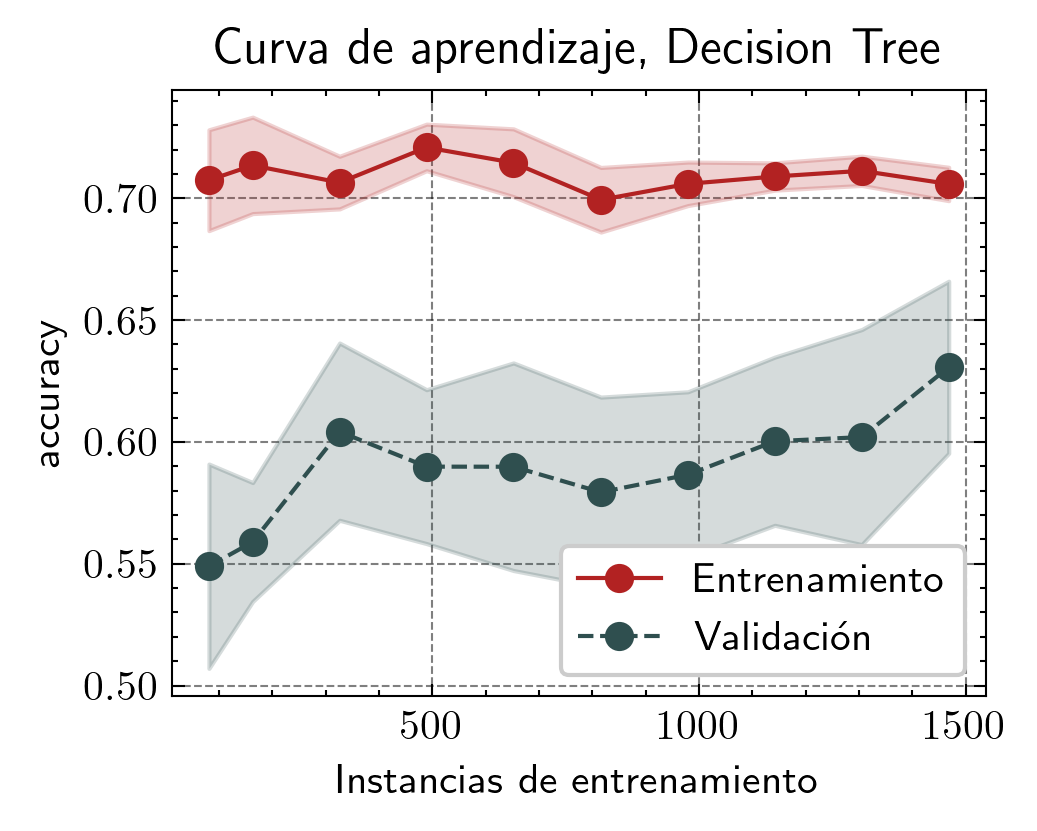 Curva de aprendizaje, Decision Tree
0.70
0.65
0.60
0.55
0.50
accuracy
Entrenamiento
Validación
500
1000
1500
Instancias de entrenamiento